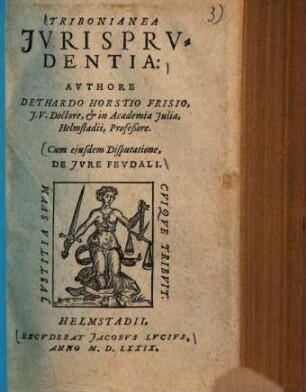 3)
TRIBONIANEA
JVRISPRV-
DENTIA:
AVTHORE
DETHARDO HORSTIO FRISIO,
J.V. Doctore, & in Academia Julia,
Helmstadii, Professore.
Cum ejusdem Disputatione,
DE JVRE FEVDALI.
JVSTITIA SVVM
CVIQVE TRIBVIT.
HELMSTADII,
EXCVDEBAT JACOBVS LVCIVS,
ANNO M. D. LXXIX.